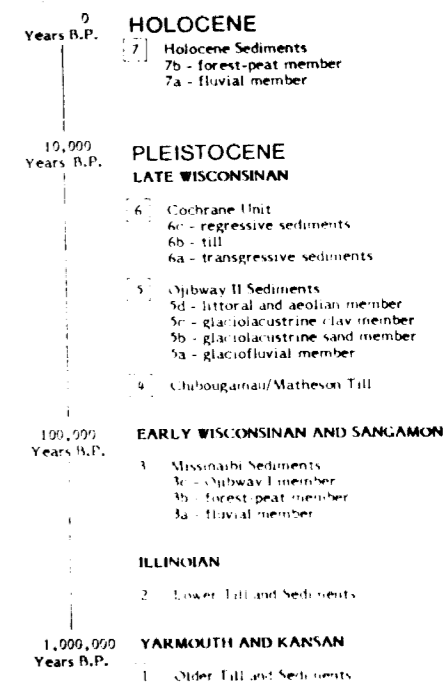 0
Years B.P.
HOLOCENE
7 Holocene Sediments
7b - forest-peat member
7a - fluvial member
10,000
Years B.P.
PLEISTOCENE
LATE WISCONSINAN
6 Cochrane Unit
6c - regressive sediments
6b - till
6a - transgressive sediments
5 Ojibway II Sediments
5d - littoral and aeolian member
5c - glaciolacustrine clay member
5b - glaciolacustrine sand member
5a - glaciofluvial member
4 Chibougamau/Matheson Till
100,000
Years B.P.
EARLY WISCONSINAN AND SANGAMON
3 Missinaibi Sediments
3c - Ojibway I member
3b - forest-peat member
3a - fluvial member
ILLINOIAN
2 Lower Till and Sediments
1,000,000
Years B.P.
YARMOUTH AND KANSAN
1 Older Till and Sediments